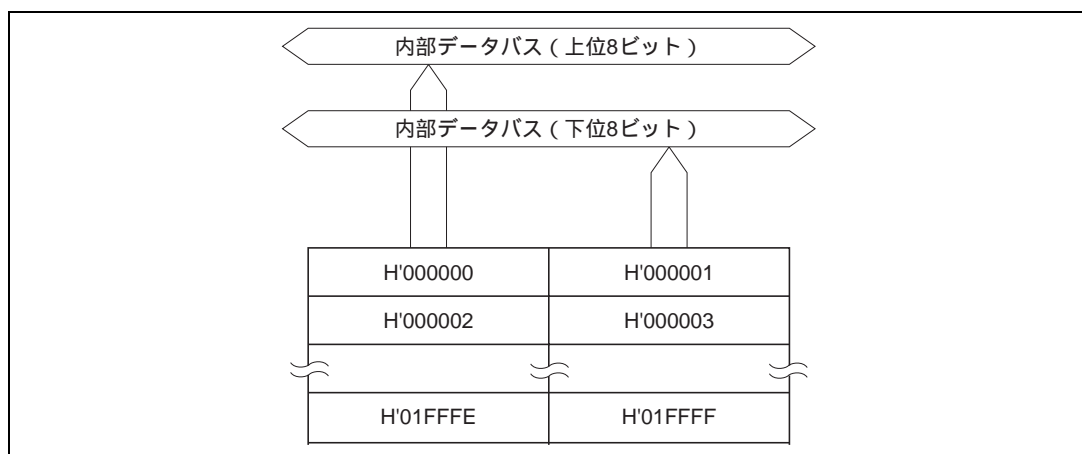 内部データバス（上位8ビット）
内部データバス（下位8ビット）
H'000000 H'000001
H'000002 H'000003
H'01FFFE H'01FFFF